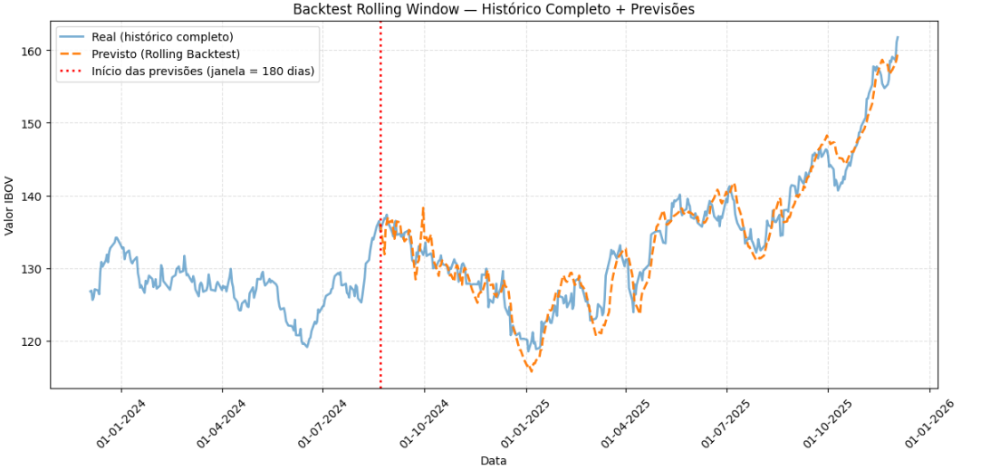 Backtest Rolling Window — Histórico Completo + Previsões
Real (histórico completo)
Previsto (Rolling Backtest)
Início das previsões (janela = 180 dias)
160
150
140
130
120
Valor IBOV
01-01-2024
01-04-2024
01-07-2024
01-10-2024
01-01-2025
01-04-2025
01-07-2025
01-10-2025
01-01-2026
Data